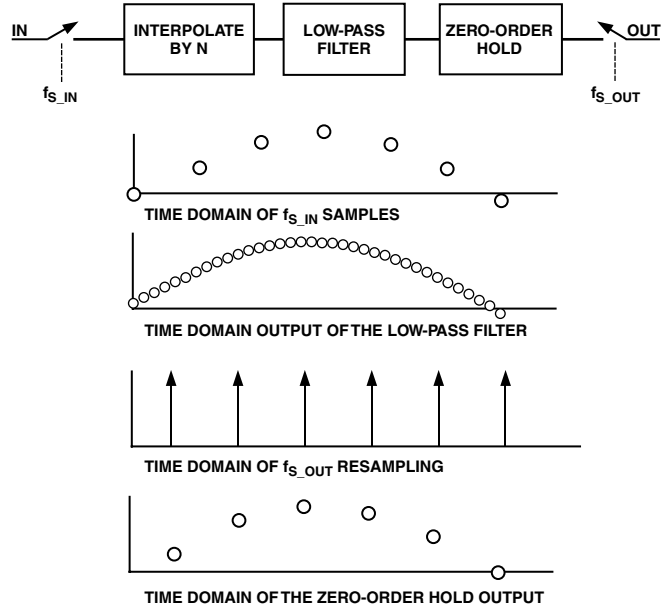 IN
INTERPOLATE
BY N
LOW-PASS
FILTER
ZERO-ORDER
HOLD
OUT
fS_IN
fS_OUT
TIME DOMAIN OF fS_IN SAMPLES
TIME DOMAIN OUTPUT OF THE LOW-PASS FILTER
TIME DOMAIN OF fS_OUT RESAMPLING
TIME DOMAIN OF THE ZERO-ORDER HOLD OUTPUT